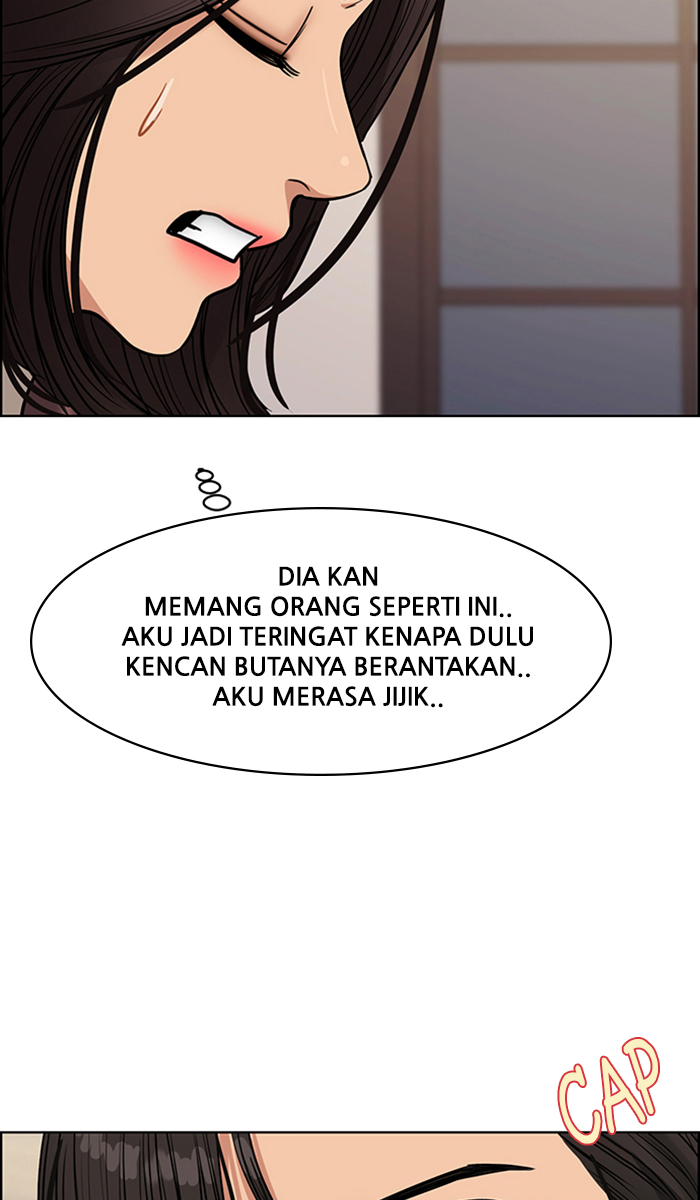 DIA KAN
MEMANG ORANG SEPERTI INI..
AKU JADI TERINGAT KENAPA DULU
KENCAN BUTANYA BERANTAKAN..
AKU MERASA JIJIK..
CAP